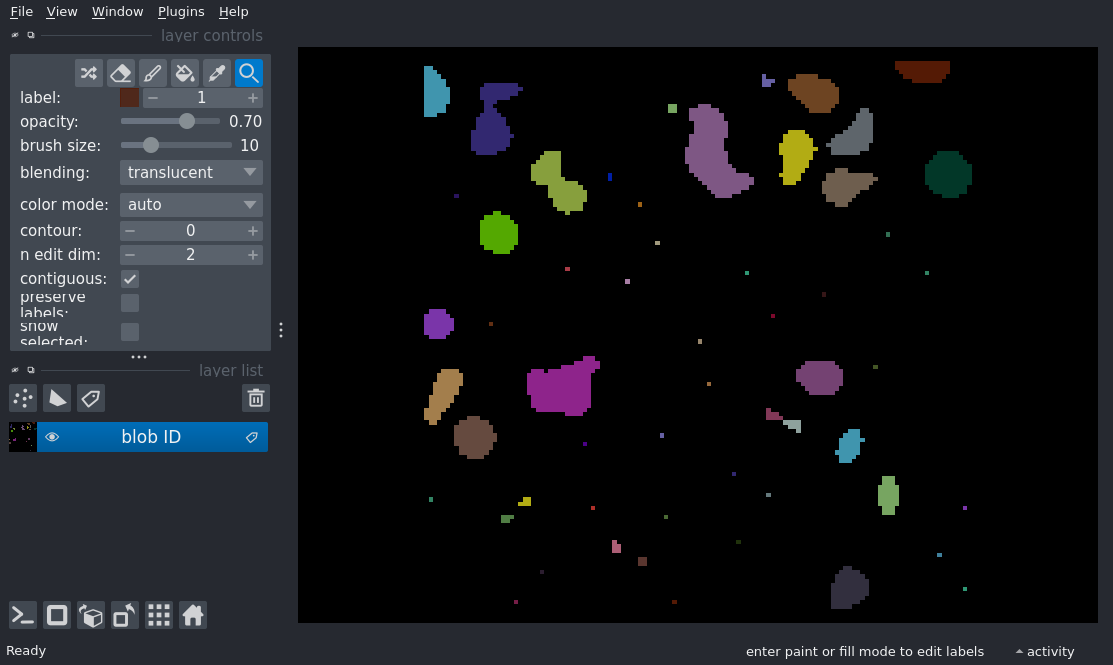 File View Window Plugins Help
layer controls
label: 1
opacity: 0.70
brush size: 10
blending: translucent
color mode: auto
contour: 0
n edit dim: 2
contiguous:
preserve
labels:
show
selected:
layer list
blob ID
Ready enter paint or fill mode to edit labels activity